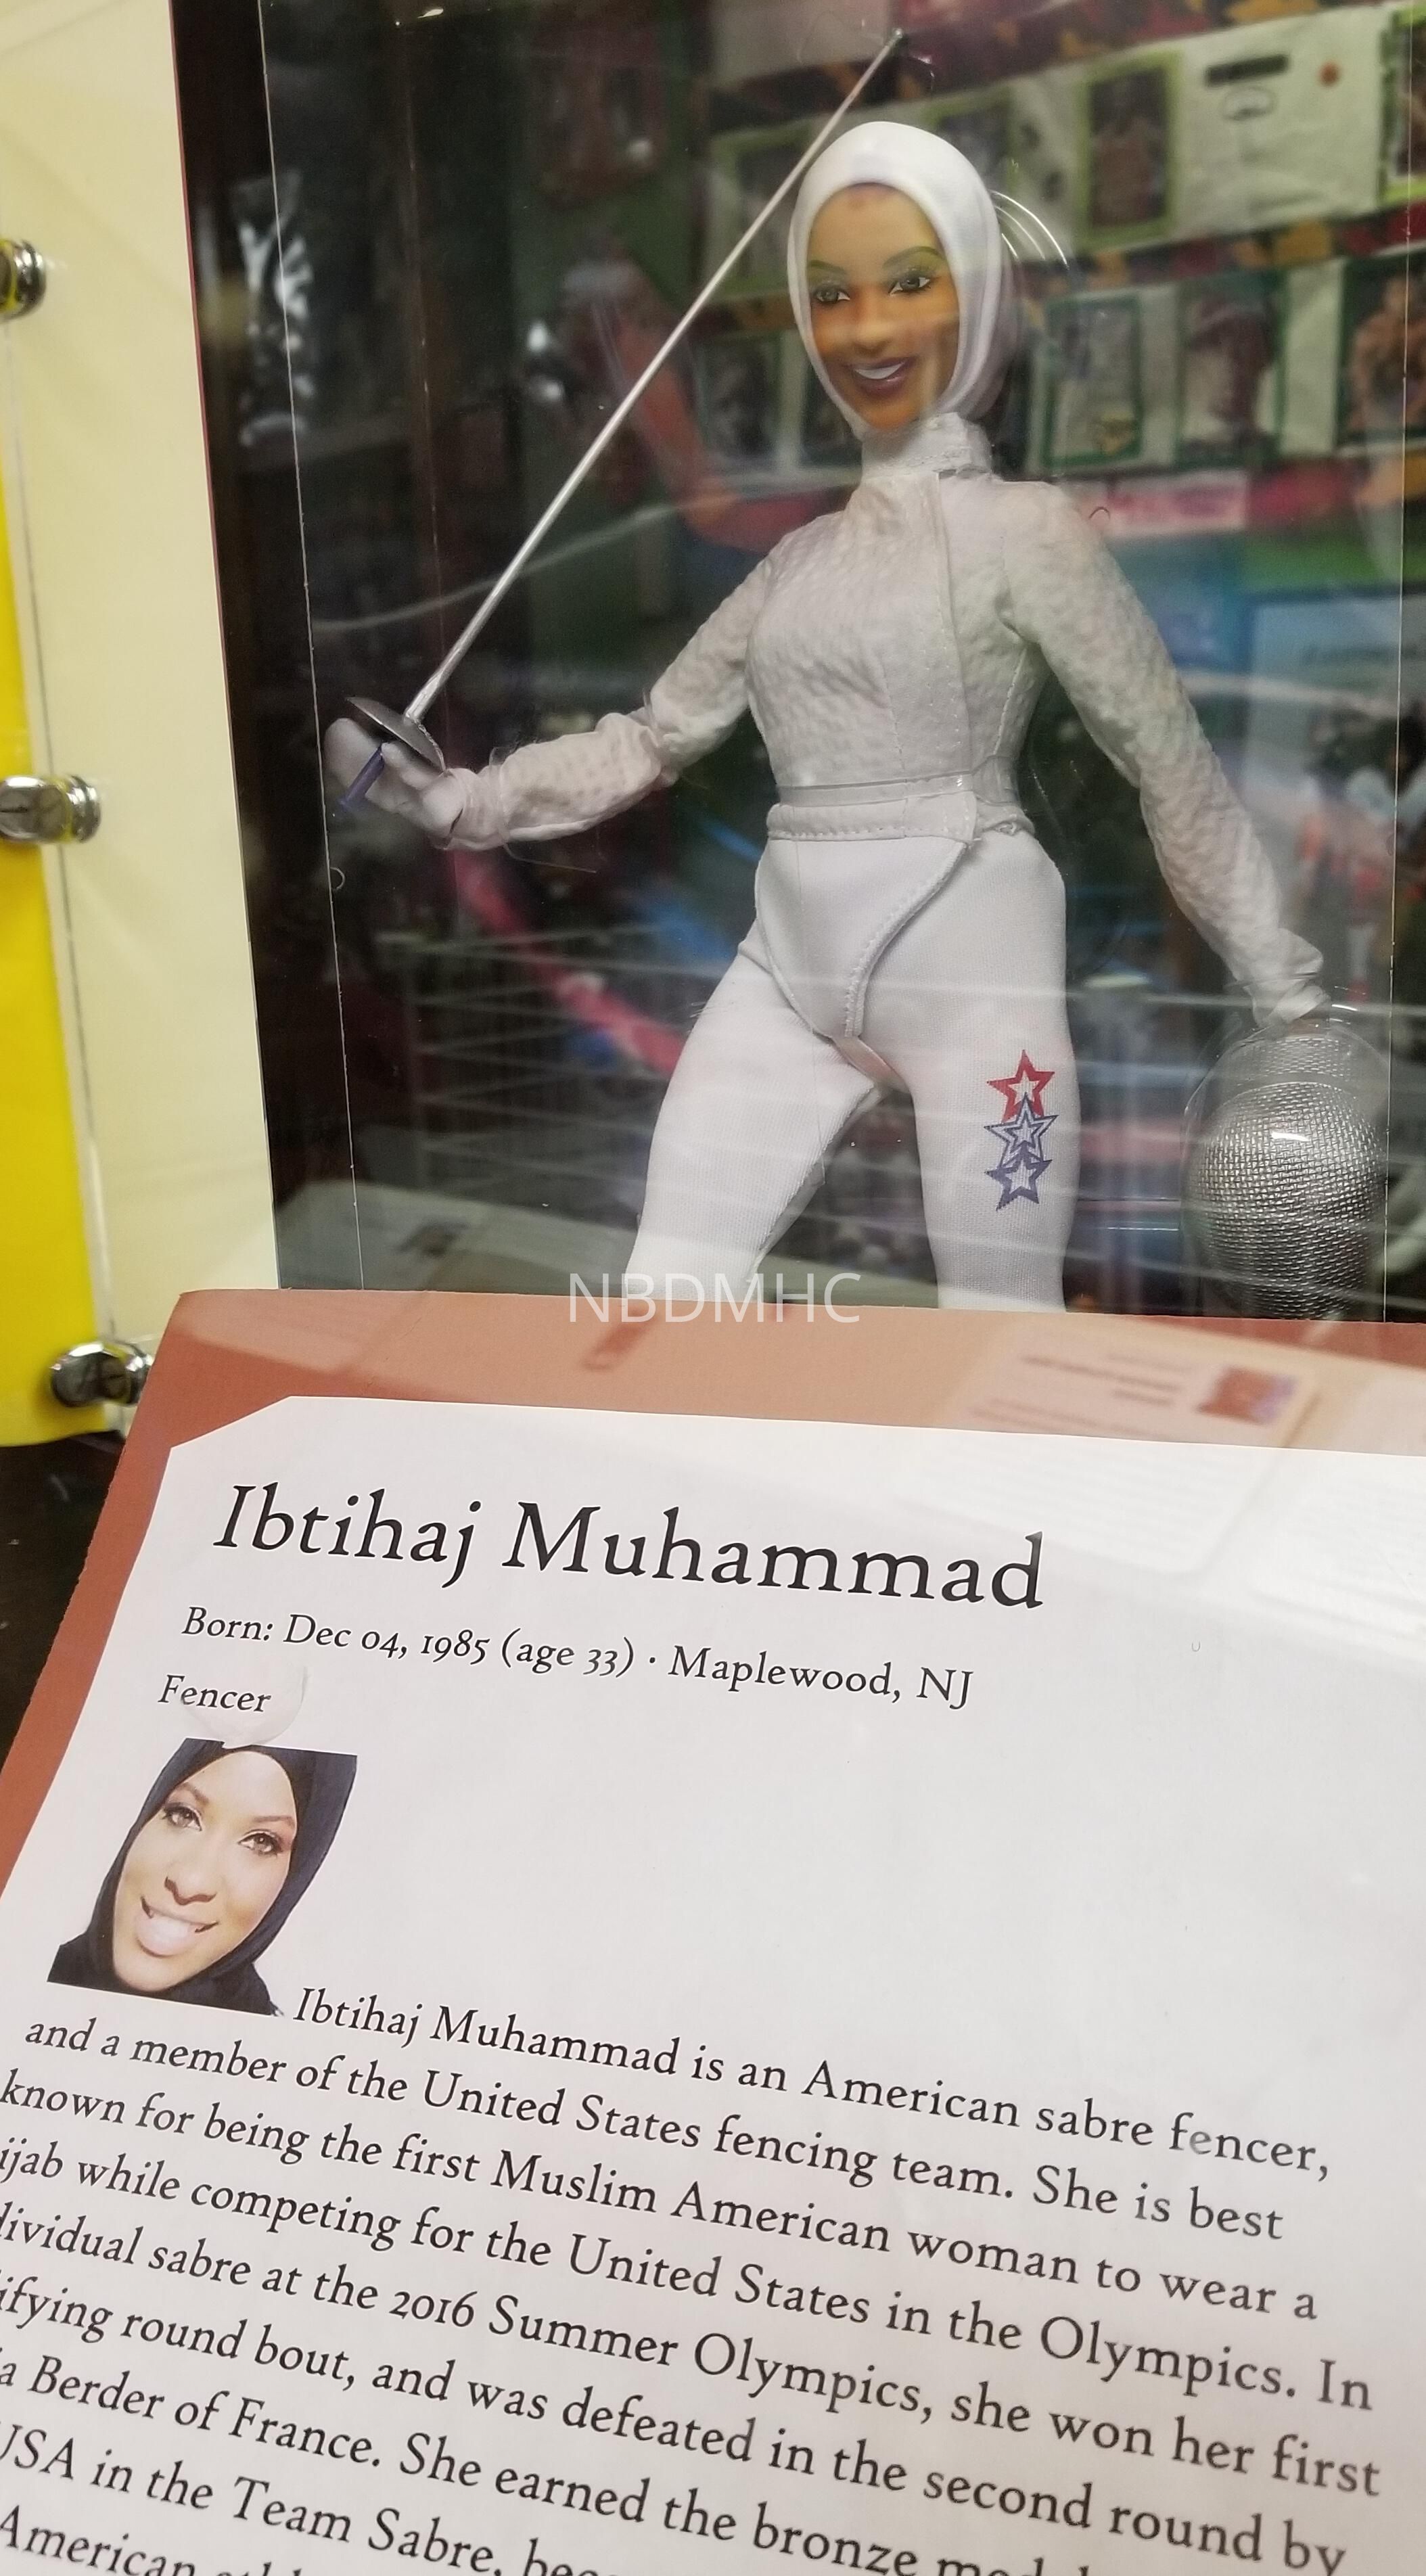 NBDMHC
Ibtihaj Muhammad
Born: Dec 04, 1985 (age 33) · Maplewood, NJ
Fencer
Ibtihaj Muhammad is an American sabre fencer,
and a member of the United States fencing team. She is best
known for being the first Muslim American woman to wear a
ijab while competing for the United States in the Olympics. In
dividual sabre at the 2016 Summer Olympics, she won her first
ifying round bout, and was defeated in the second round by
a Berder of France. She earned the bronze
USA in the Team Sabre,
American